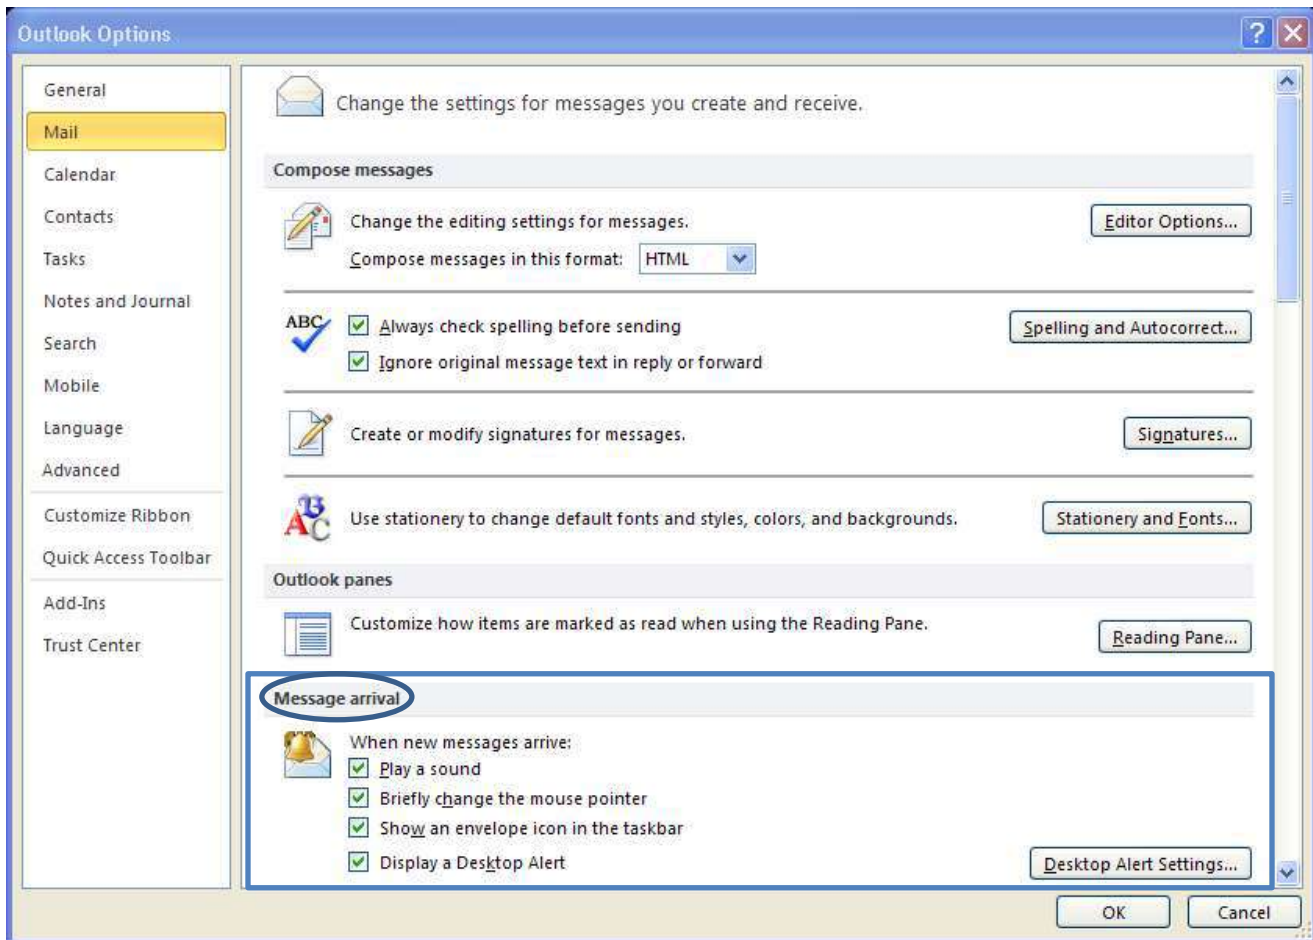 Outlook Options
General
Mail
Calendar
Contacts
Tasks
Notes and Journal
Search
Mobile
Language
Advanced
Customize Ribbon
Quick Access Toolbar
Add-Ins
Trust Center
Change the settings for messages you create and receive.
Compose messages
Change the editing settings for messages.
Editor Options...
Compose messages in this format: HTML
ABC
Always check spelling before sending
Spelling and Autocorrect...
Ignore original message text in reply or forward
Create or modify signatures for messages.
Signatures...
Use stationery to change default fonts and styles, colors, and backgrounds.
Stationery and Fonts...
Outlook panes
Customize how items are marked as read when using the Reading Pane.
Reading Pane...
Message arrival
When new messages arrive:
Play a sound
Briefly change the mouse pointer
Show an envelope icon in the taskbar
Display a Desktop Alert
Desktop Alert Settings...
OK
Cancel